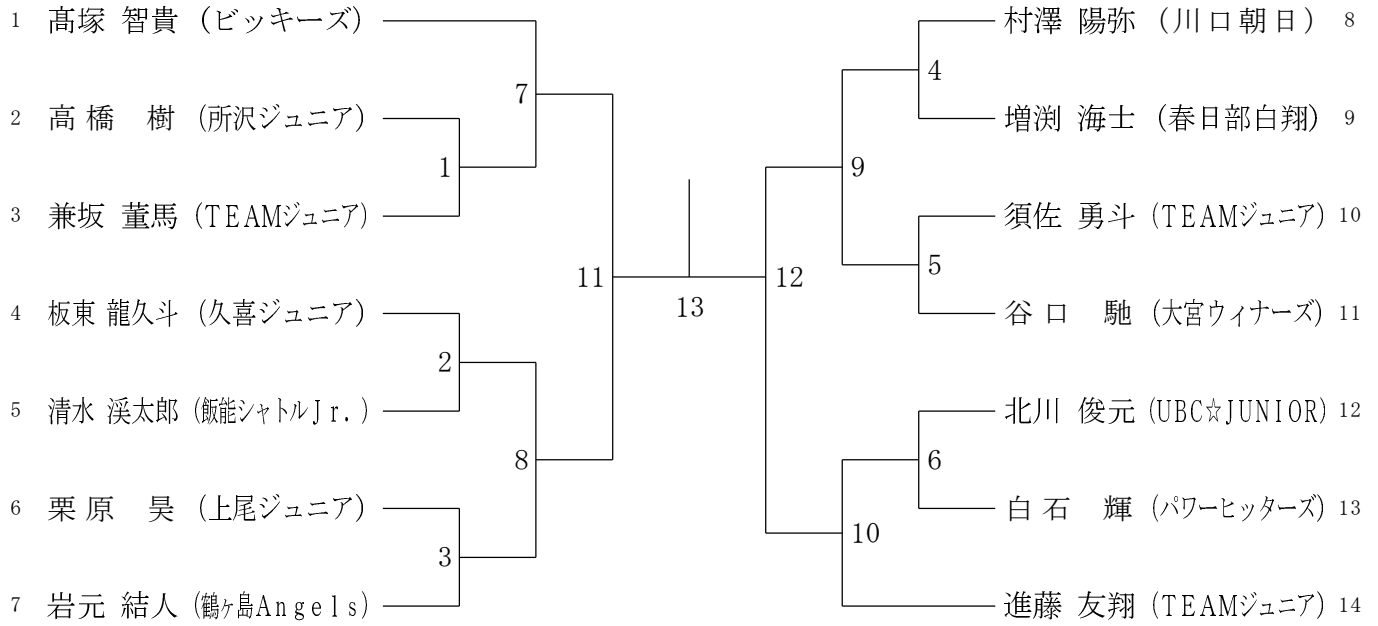 1 髙塚 智貴 (ビッキーズ)
2 高橋 樹 (所沢ジュニア)
3 兼坂 董馬 (TEAMジュニア)
4 板東 龍久斗 (久喜ジュニア)
5 清水 渓太郎 (飯能シャトルJr.)
6 栗原 昊 (上尾ジュニア)
7 岩元 結人 (鶴ヶ島Angels)
7
1
2
8
3
11
13
12
9
4
5
10
6
村澤 陽弥 (川口朝日) 8
増渕 海士 (春日部白翔) 9
須佐 勇斗 (TEAMジュニア) 10
谷口 馳 (大宮ウィナーズ) 11
北川 俊元 (UBC☆JUNIOR) 12
白石 輝 (パワーヒッターズ) 13
進藤 友翔 (TEAMジュニア) 14